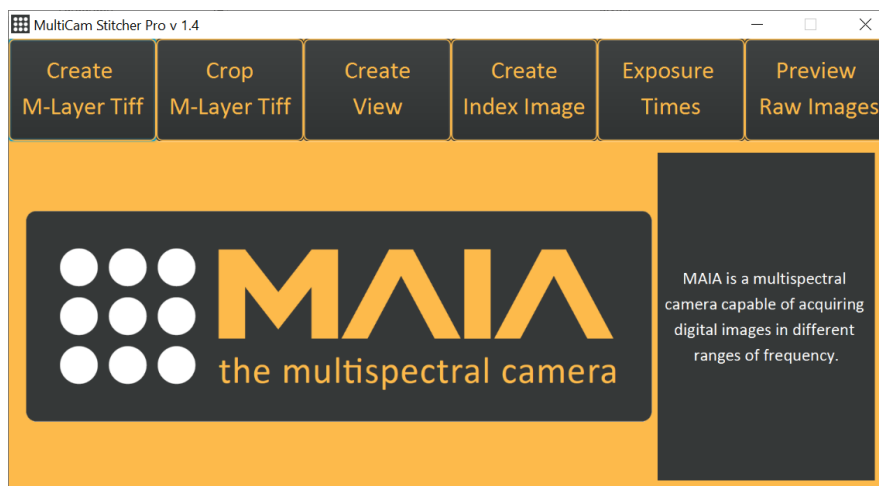 MultiCam Stitcher Pro v 1.4
Create
M-Layer Tiff
Crop
M-Layer Tiff
Create
View
Create
Index Image
Exposure
Times
Preview
Raw Images
MAIA
the multispectral camera
MAIA is a multispectral
camera capable of acquiring
digital images in different
ranges of frequency.